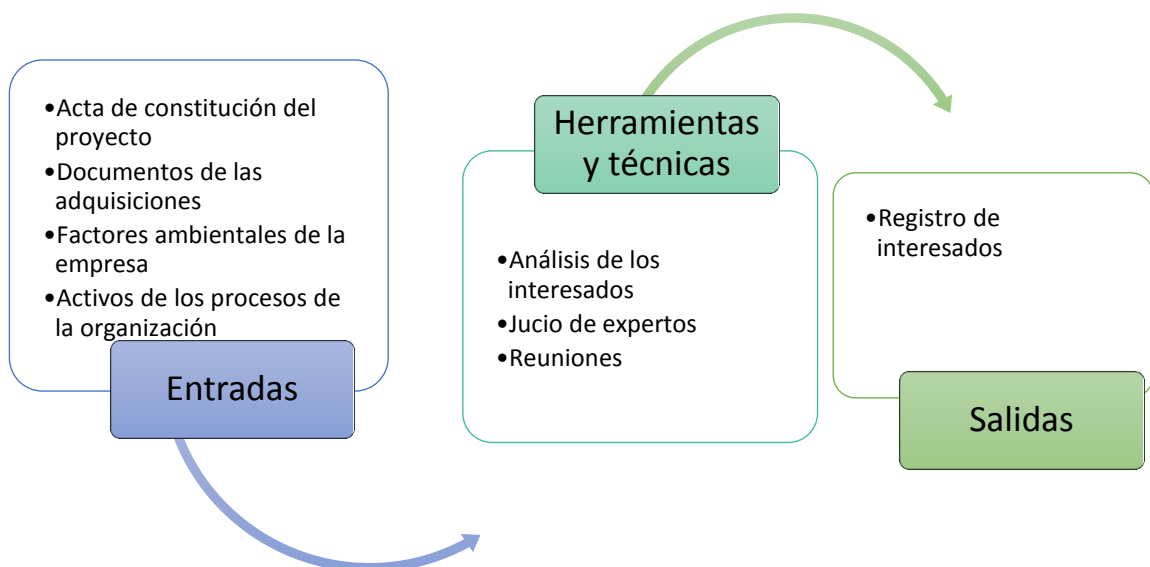 •Acta de constitución del
proyecto
•Documentos de las
adquisiciones
•Factores ambientales de la
empresa
•Activos de los procesos de
la organización
Entradas
Herramientas
y técnicas
•Análisis de los
interesados
•Jucio de expertos
•Reuniones
•Registro de
interesados
Salidas